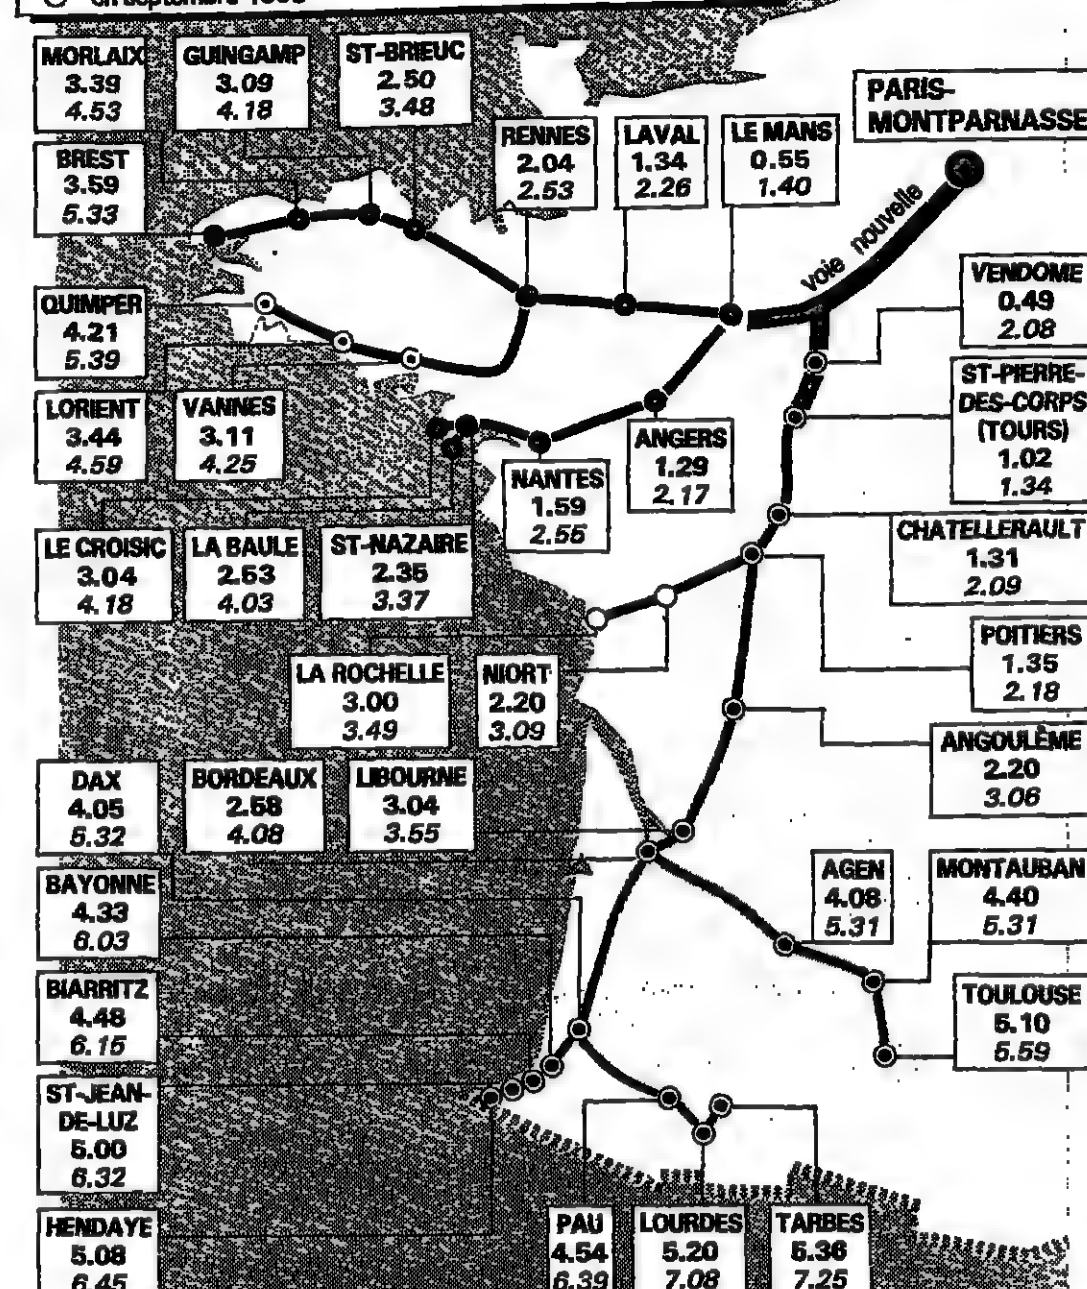 en septembre
MORLAIX
3.39
4.53
GUINGAMP
3.09
4.18
ST-BRIEUC
2.50
3.48
PARIS-
MONTPARNASSE
BREST
3.59
5.33
RENNES
2.04
2.53
LAVAL
1.34
2.26
LE MANS
0.55
1.40
voie nouvelle
VENDOME
0.49
2.08
QUIMPER
4.21
5.39
ST-PIERRE-
DES-CORPS
(TOURS)
1.02
1.34
LORIENT
3.44
4.59
VANNES
3.11
4.25
ANGERS
1.29
2.17
NANTES
1.59
2.55
CHATELLERAULT
1.31
2.09
LE CROISIC
3.04
4.18
LA BAULE
2.53
4.03
ST-NAZAIRE
2.35
3.37
POITIERS
1.35
2.18
LA ROCHELLE
3.00
3.49
NIORT
2.20
3.09
ANGOULÊME
2.20
3.06
DAX
4.05
5.32
BORDEAUX
2.58
4.08
LIBOURNE
3.04
3.55
AGEN
4.08
5.31
MONTAUBAN
4.40
5.31
BAYONNE
4.33
6.03
BIARRITZ
4.48
6.15
TOULOUSE
5.10
5.59
ST-JEAN-
DE-LUZ
5.00
6.32
HENDAYE
5.08
6.45
PAU
4.54
6.39
LOURDES
5.20
7.08
TARBES
5.36
7.25